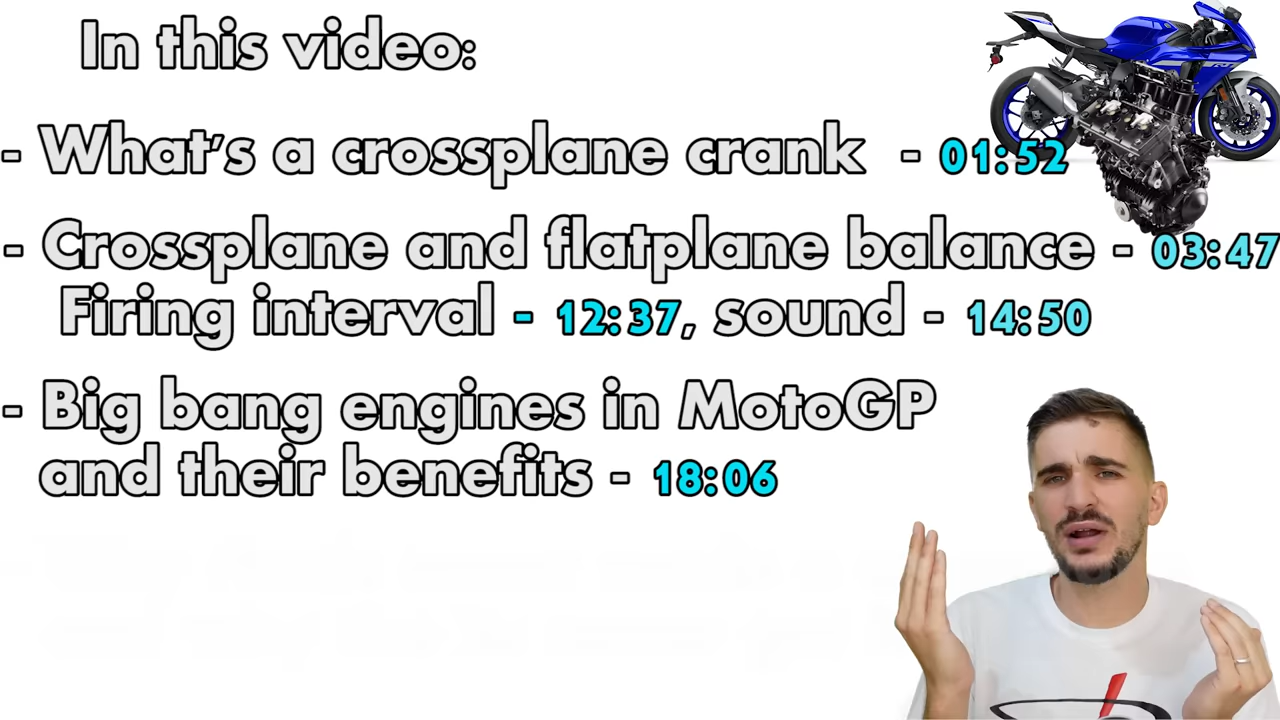 In this video:
- What's a crossplane crank - 01:52
- Crossplane and flatplane balance - 03:47
Firing interval - 12:37, sound - 14:50
- Big bang engines in MotoGP
and their benefits - 18:06